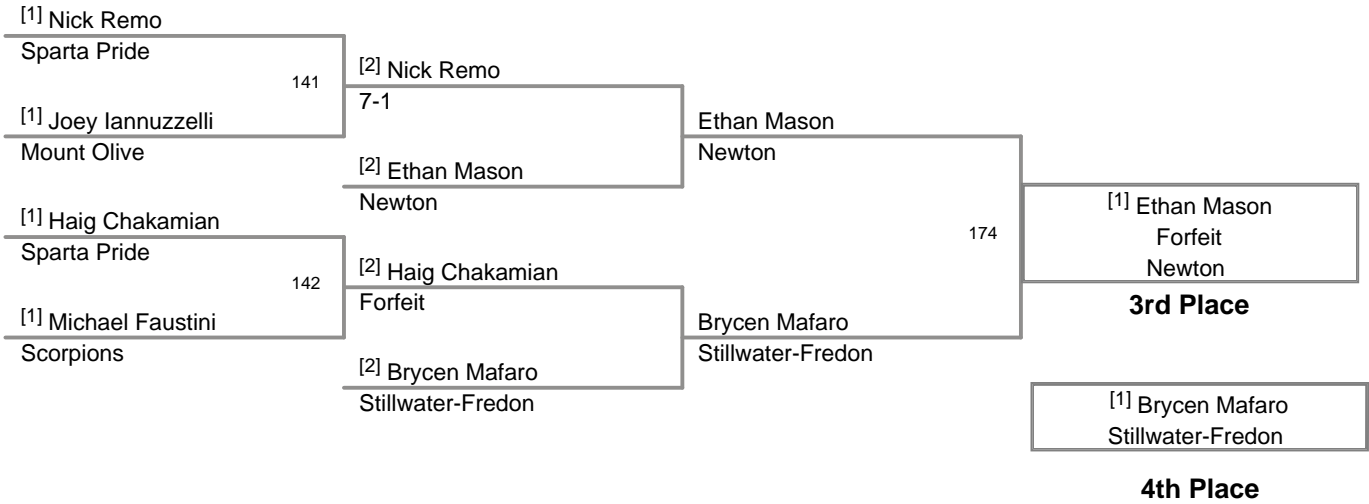 [1] Nick Remo
Sparta Pride
141
[1] Joey Iannuzzelli
Mount Olive
[1] Haig Chakamian
Sparta Pride
142
[1] Michael Faustini
Scorpions
[2] Nick Remo
7-1
[2] Ethan Mason
Newton
[2] Haig Chakamian
Forfeit
[2] Brycen Mafaro
Stillwater-Fredon
Ethan Mason
Newton
174
Brycen Mafaro
Stillwater-Fredon
[1] Ethan Mason
Forfeit
Newton
3rd Place
[1] Brycen Mafaro
Stillwater-Fredon
4th Place